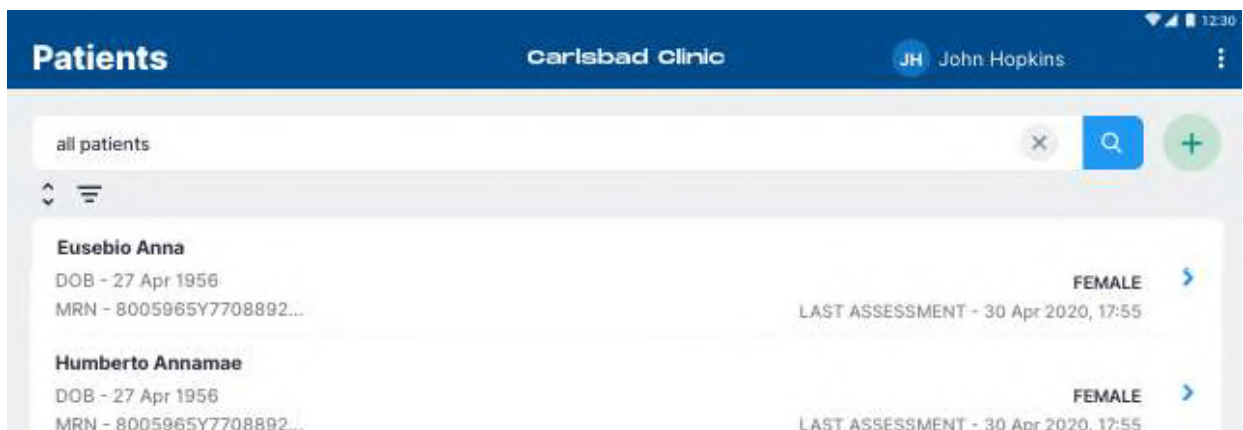 12:30
Patients
Carlsbad Clinic
JH John Hopkins
all patients
Eusebio Anna
DOB - 27 Apr 1956
FEMALE
MRN - 8005965Y7708892...
LAST ASSESSMENT - 30 Apr 2020, 17:55
Humberto Annamae
DOB - 27 Apr 1956
FEMALE
MRN - 8005965Y7708892...
LAST ASSESSMENT - 30 Apr 2020, 17:55